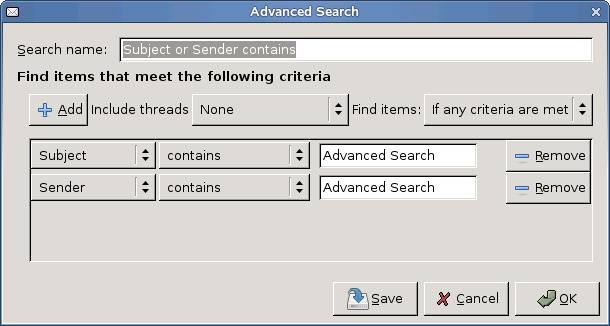 Advanced Search
Search name: Subject or Sender contains
Find items that meet the following criteria
Add Include threads None Find items: If any criteria are met
Subject contains Advanced Search Remove
Sender contains Advanced Search Remove
Save Cancel OK